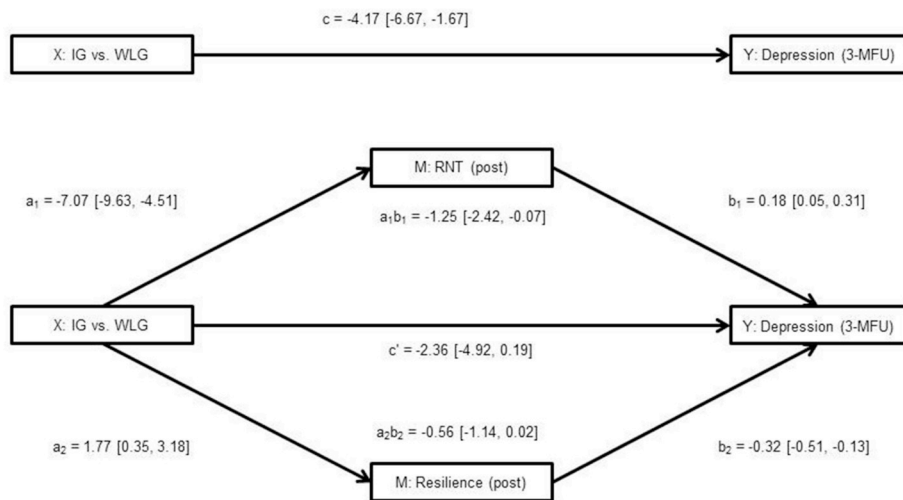 c = -4.17 [-6.67, -1.67]
X: IG vs. WLG
Y: Depression (3-MFU)
M: RNT (post)
a₁ = -7.07 [-9.63, -4.51]
b₁ = 0.18 [0.05, 0.31]
a₁b₁ = -1.25 [-2.42, -0.07]
X: IG vs. WLG
Y: Depression (3-MFU)
c' = -2.36 [-4.92, 0.19]
a₂b₂ = -0.56 [-1.14, 0.02]
a₂ = 1.77 [0.35, 3.18]
b₂ = -0.32 [-0.51, -0.13]
M: Resilience (post)